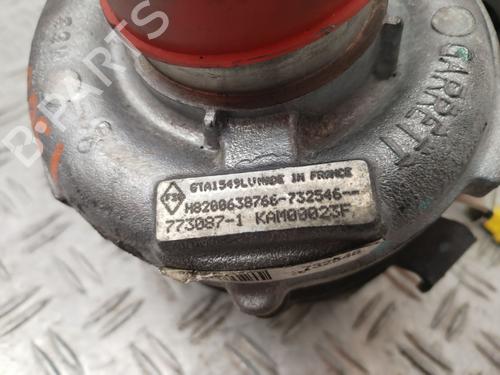 B-PARTS
GARRETT
GTA1549LV MADE IN FRANCE
H8200638766-732546--
773087-1 KAM00023F